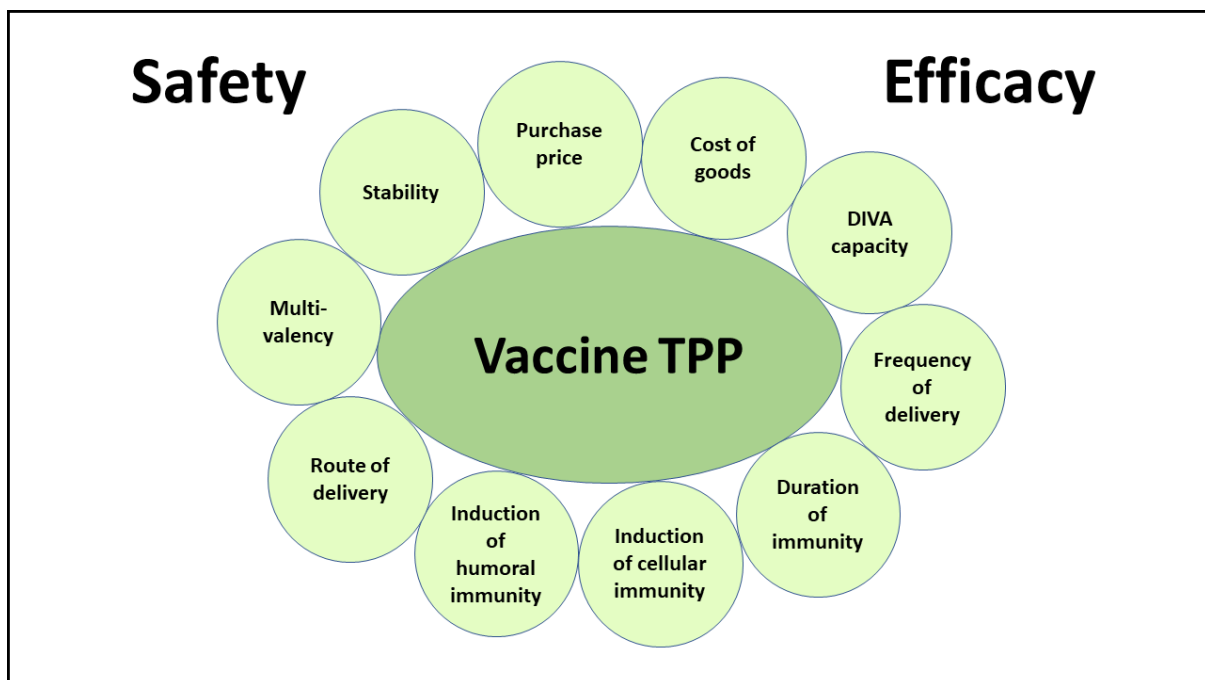 Safety
Efficacy
Purchase
price
Cost of
goods
Stability
DIVA
capacity
Multi-
valency
Vaccine TPP
Frequency
of
delivery
Route of
delivery
Duration
of
immunity
Induction
of
humoral
immunity
Induction
of cellular
immunity